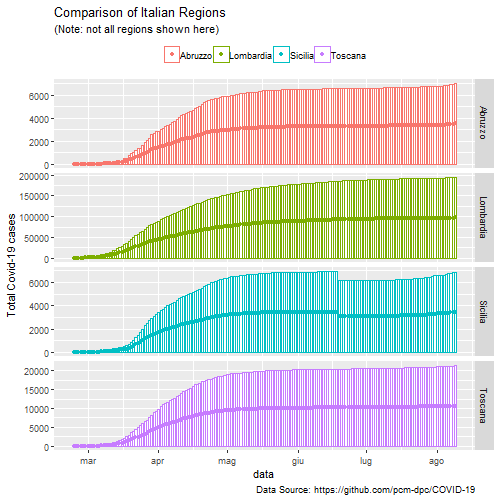 Comparison of Italian Regions
(Note: not all regions shown here)
Abruzzo Lombardia Sicilia Toscana
6000
4000
2000
0
Abruzzo
200000
150000
100000
50000
0
Lombardia
6000
4000
2000
0
Sicilia
20000
15000
10000
5000
0
Toscana
Total Covid-19 cases
mar apr mag giu lug ago
data
Data Source: https://github.com/pcm-dpc/COVID-19